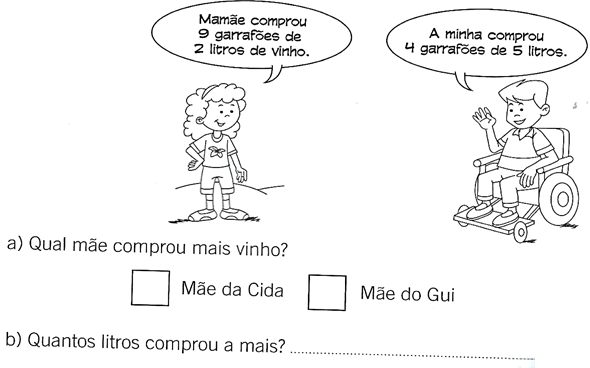 Mamãe comprou
9 garrafões de
2 litros de vinho.
A minha comprou
4 garrafões de 5 litros.
a) Qual mãe comprou mais vinho?
Mãe da Cida
Mãe do Gui
b) Quantos litros comprou a mais?